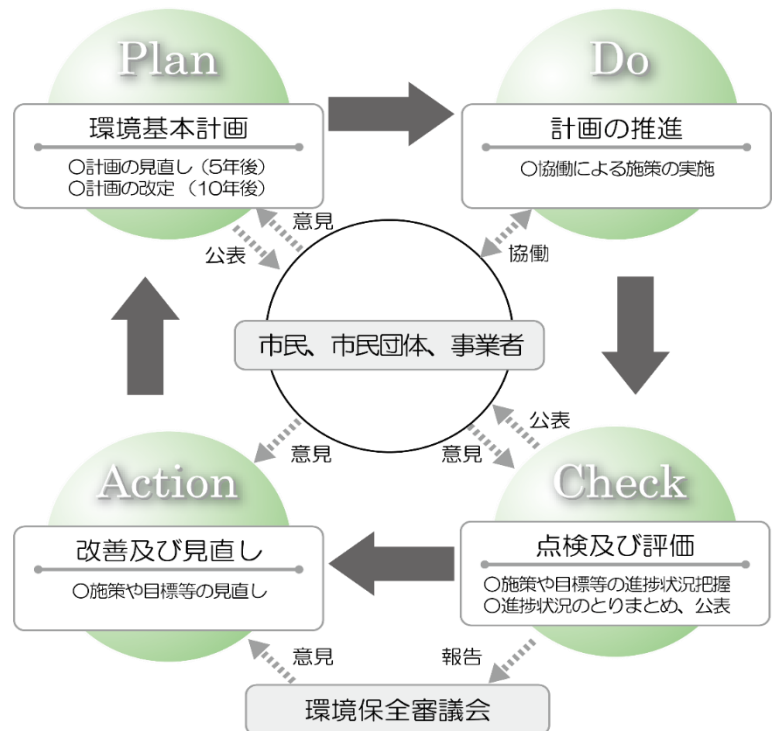 Plan
環境基本計画
○計画の見直し（5年後）
○計画の改定 （10年後）
Do
計画の推進
○協働による施策の実施
意見
公表
協働
市民、市民団体、事業者
意見
意見
公表
Action
改善及び見直し
○施策や目標等の見直し
Check
点検及び評価
○施策や目標等の進捗状況把握
○進捗状況のとりまとめ、公表
意見
報告
環境保全審議会